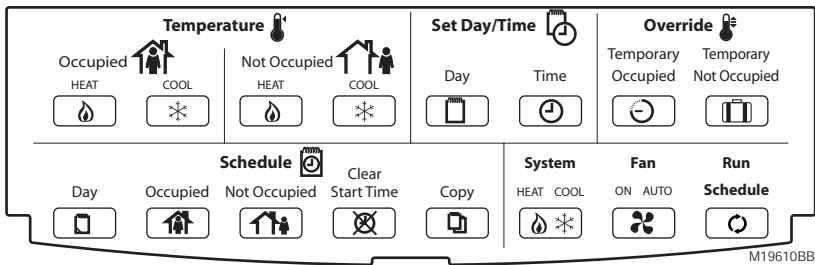 Temperature
Set Day/Time
Override
Occupied
HEAT COOL
Not Occupied
HEAT COOL
Day
Time
Temporary Occupied
Temporary Not Occupied
Schedule
Day
Occupied
Not Occupied
Clear Start Time
Copy
System
HEAT COOL
Fan
ON AUTO
Run Schedule
M19610BB